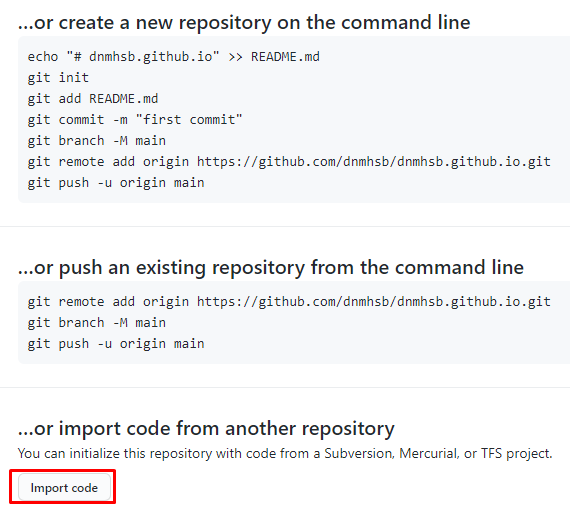 ...or create a new repository on the command line
echo "# dnmhsb.github.io" >> README.md
git init
git add README.md
git commit -m "first commit"
git branch -M main
git remote add origin https://github.com/dnmhsb/dnmhsb.github.io.git
git push -u origin main
...or push an existing repository from the command line
git remote add origin https://github.com/dnmhsb/dnmhsb.github.io.git
git branch -M main
git push -u origin main
...or import code from another repository
You can initialize this repository with code from a Subversion, Mercurial, or TFS project.
Import code